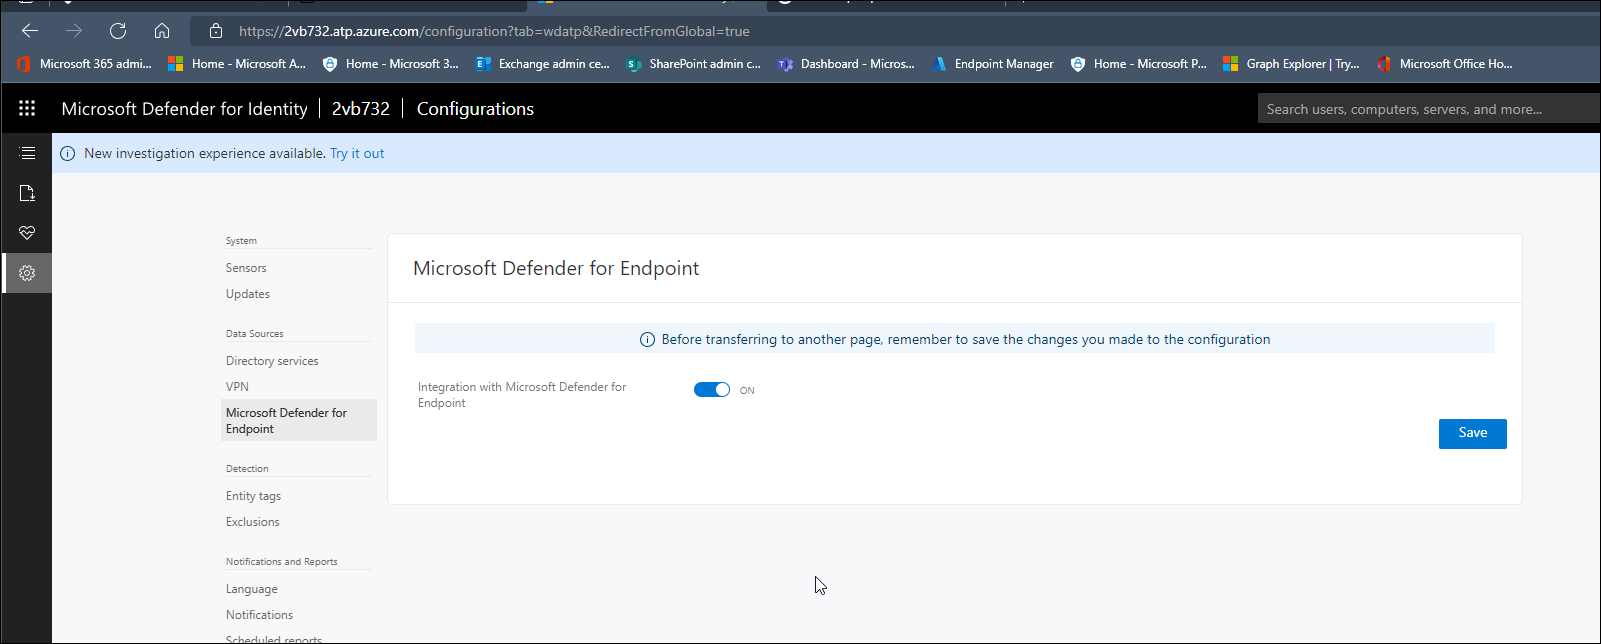 https://2vb732.atp.azure.com/configuration?tab=wdatp&RedirectFromGlobal=true
Microsoft 365 admi... Home - Microsoft A... Home - Microsoft 3... Exchange admin ce... SharePoint admin c... Dashboard - Micros... Endpoint Manager Home - Microsoft P... Graph Explorer | Try... Microsoft Office Ho...
Microsoft Defender for Identity | 2vb732 | Configurations
Search users, computers, servers, and more...
New investigation experience available. Try it out
System
Sensors
Updates
Data Sources
Directory services
VPN
Microsoft Defender for
Endpoint
Detection
Entity tags
Exclusions
Notifications and Reports
Language
Notifications
Scheduled reports
Microsoft Defender for Endpoint
Before transferring to another page, remember to save the changes you made to the configuration
Integration with Microsoft Defender for
Endpoint
ON
Save